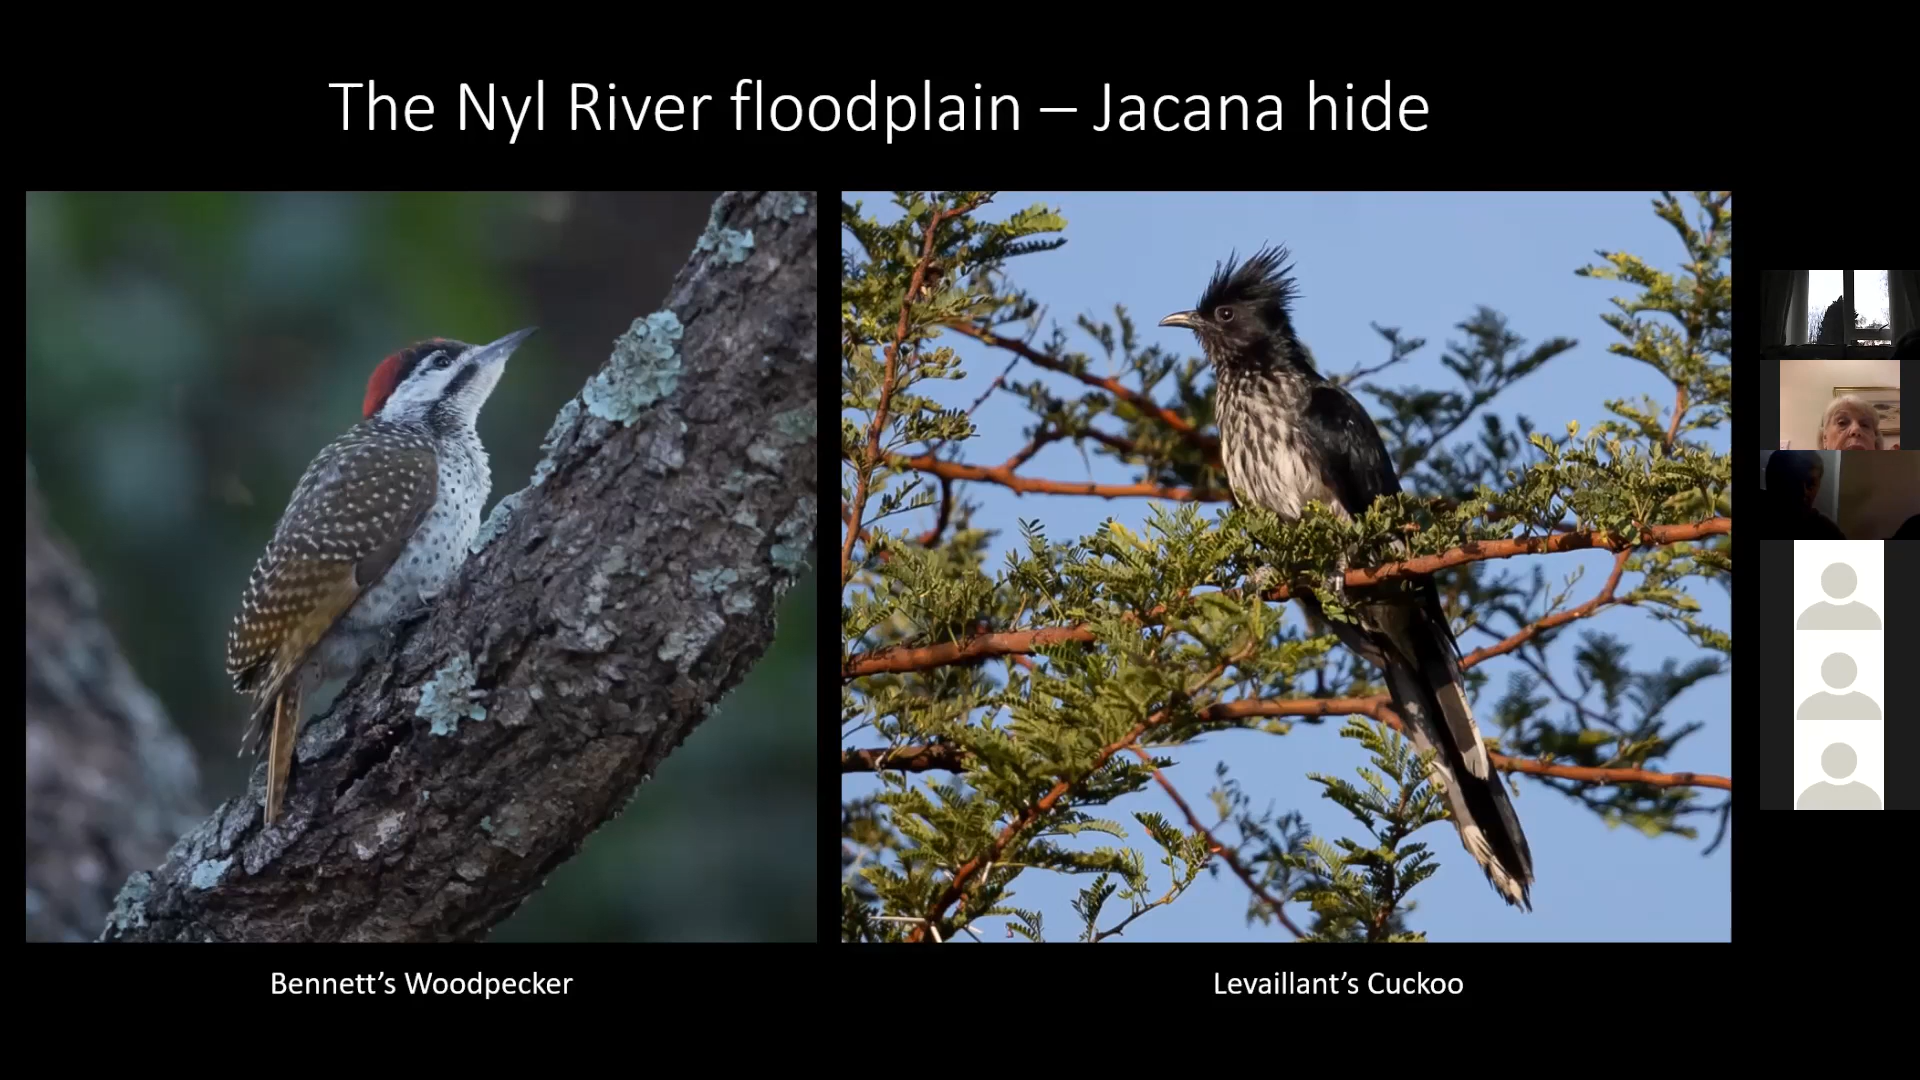 The Nyl River floodplain – Jacana hide
Bennett’s Woodpecker
Levaillant’s Cuckoo